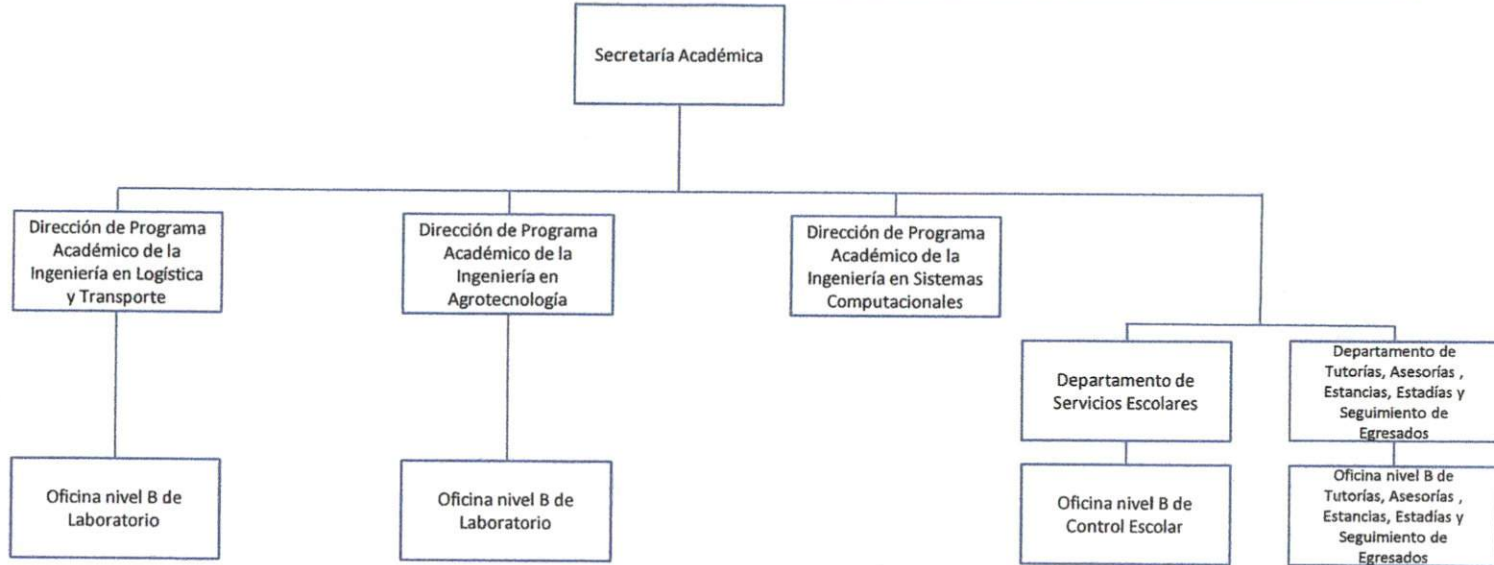 Secretaría Académica
Dirección de Programa
Académico de la
Ingeniería en Logística
y Transporte
Dirección de Programa
Académico de la
Ingeniería en
Agrotecnología
Dirección de Programa
Académico de la
Ingeniería en Sistemas
Computacionales
Departamento de
Servicios Escolares
Departamento de
Tutorías, Asesorías ,
Estancias, Estadías y
Seguimiento de
Egresados
Oficina nivel B de
Laboratorio
Oficina nivel B de
Laboratorio
Oficina nivel B de
Control Escolar
Oficina nivel B de
Tutorías, Asesorías ,
Estancias, Estadías y
Seguimiento de
Egresados